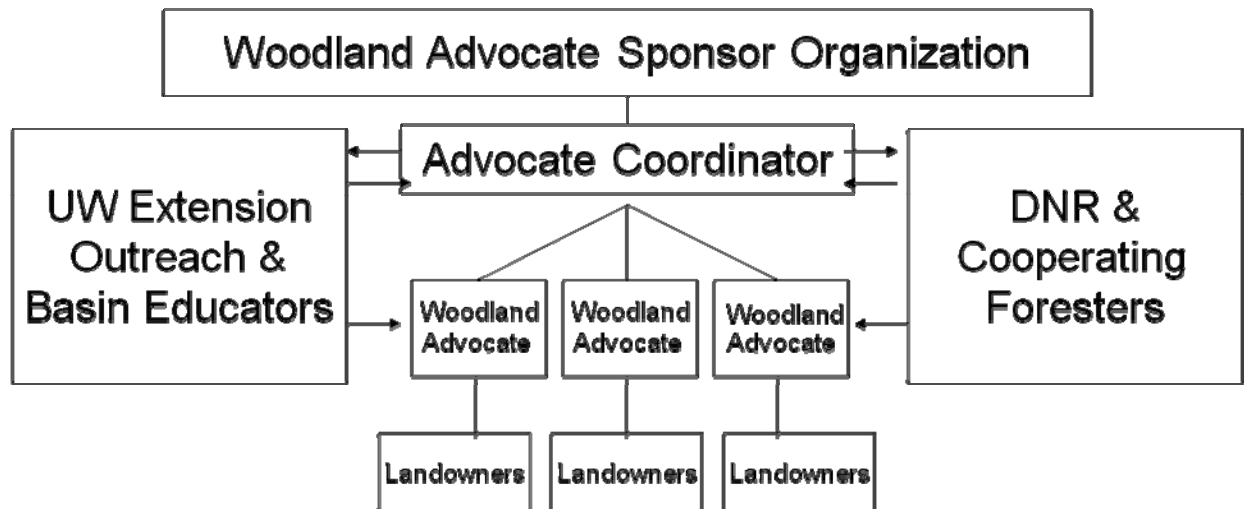 Woodland Advocate Sponsor Organization
Advocate Coordinator
UW Extension
Outreach &
Basin Educators
DNR &
Cooperating
Foresters
Woodland
Advocate
Woodland
Advocate
Woodland
Advocate
Landowners
Landowners
Landowners